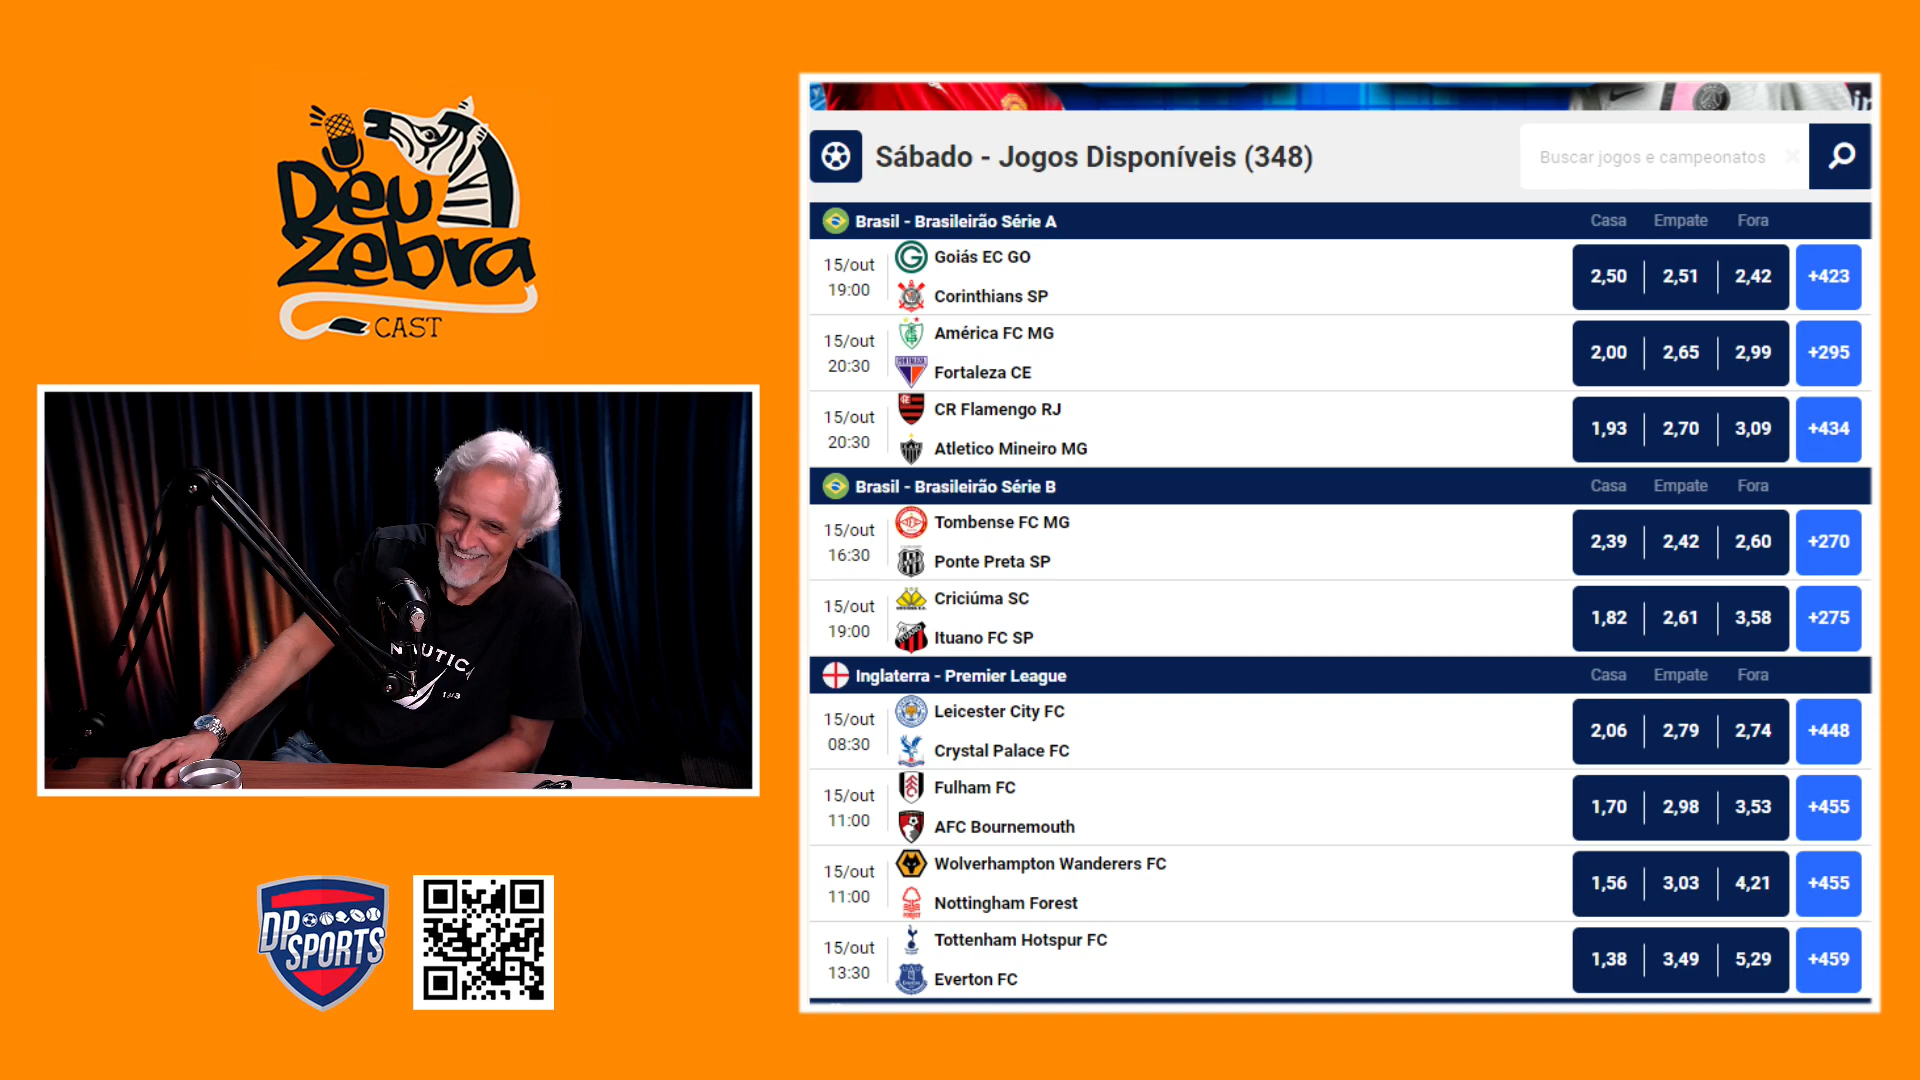 Deu
Zebra
CAST
NAUTICA
DP
SPORTS
Sábado - Jogos Disponíveis (348)
Buscar jogos e campeonatos
Brasil - Brasileirão Série A Casa Empate Fora
15/out 19:00 Goiás EC GO Corinthians SP 2,50 2,51 2,42 +423
15/out 20:30 América FC MG Fortaleza CE 2,00 2,65 2,99 +295
15/out 20:30 CR Flamengo RJ Atletico Mineiro MG 1,93 2,70 3,09 +434
Brasil - Brasileirão Série B Casa Empate Fora
15/out 16:30 Tombense FC MG Ponte Preta SP 2,39 2,42 2,60 +270
15/out 19:00 Criciúma SC Ituano FC SP 1,82 2,61 3,58 +275
Inglaterra - Premier League Casa Empate Fora
15/out 08:30 Leicester City FC Crystal Palace FC 2,06 2,79 2,74 +448
15/out 11:00 Fulham FC AFC Bournemouth 1,70 2,98 3,53 +455
15/out 11:00 Wolverhampton Wanderers FC Nottingham Forest 1,56 3,03 4,21 +455
15/out 13:30 Tottenham Hotspur FC Everton FC 1,38 3,49 5,29 +459